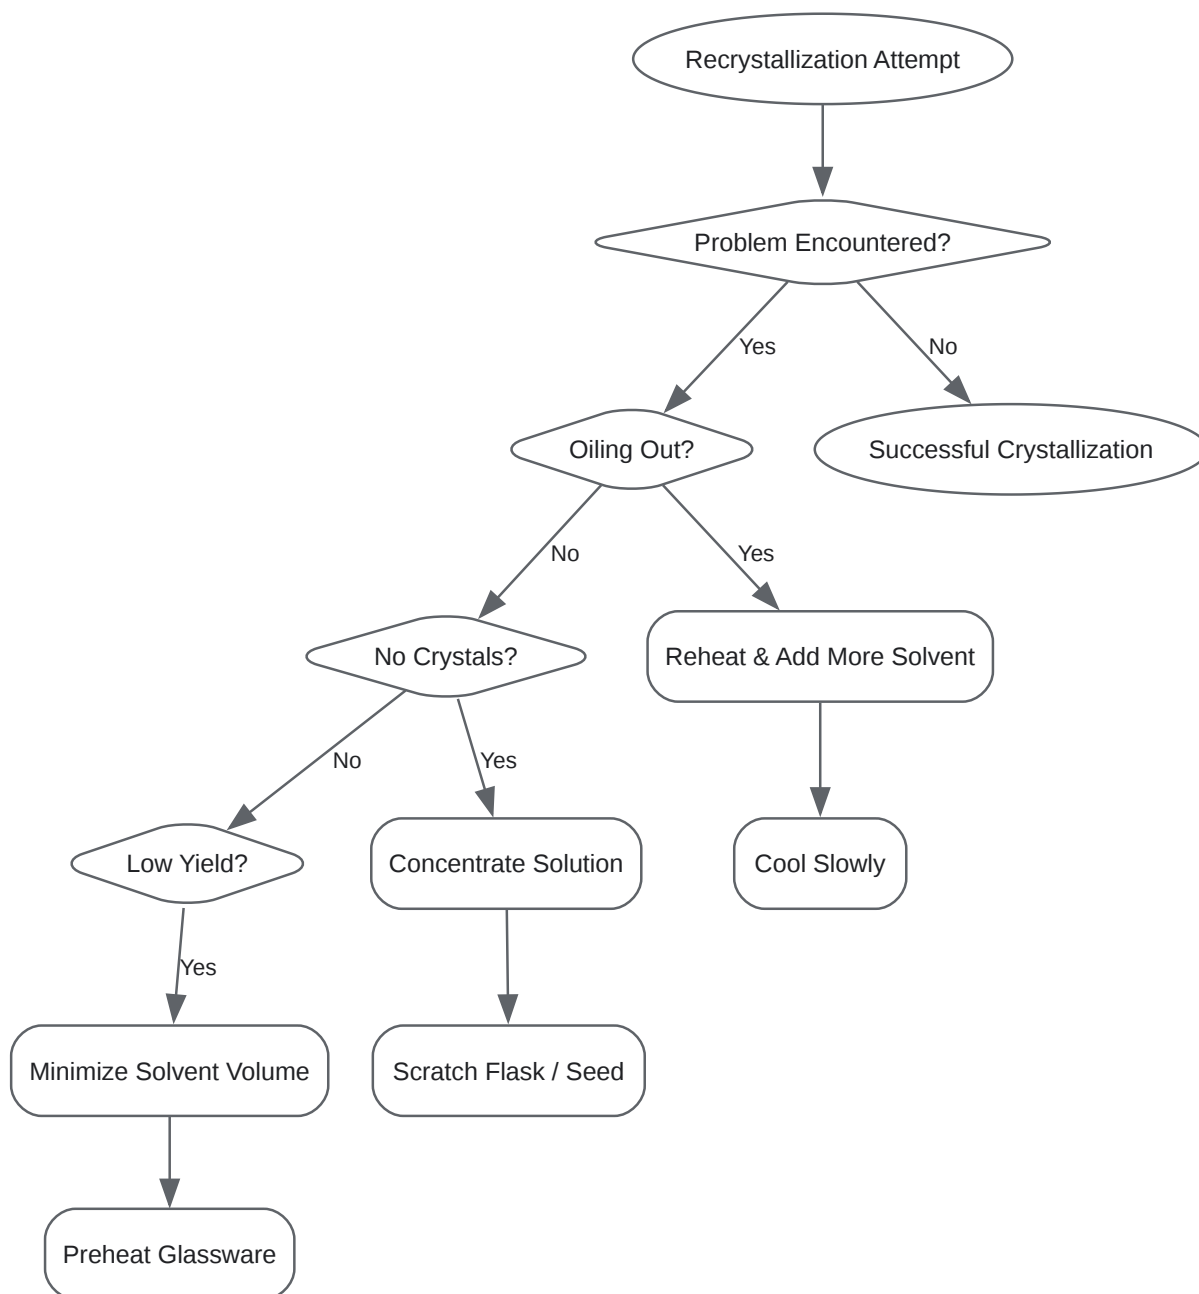 Recrystallization Attempt
Problem Encountered?
Yes
No
Oiling Out?
Successful Crystallization
No
Yes
No Crystals?
Reheat & Add More Solvent
No
Yes
Low Yield?
Concentrate Solution
Cool Slowly
Yes
Minimize Solvent Volume
Scratch Flask / Seed
Preheat Glassware